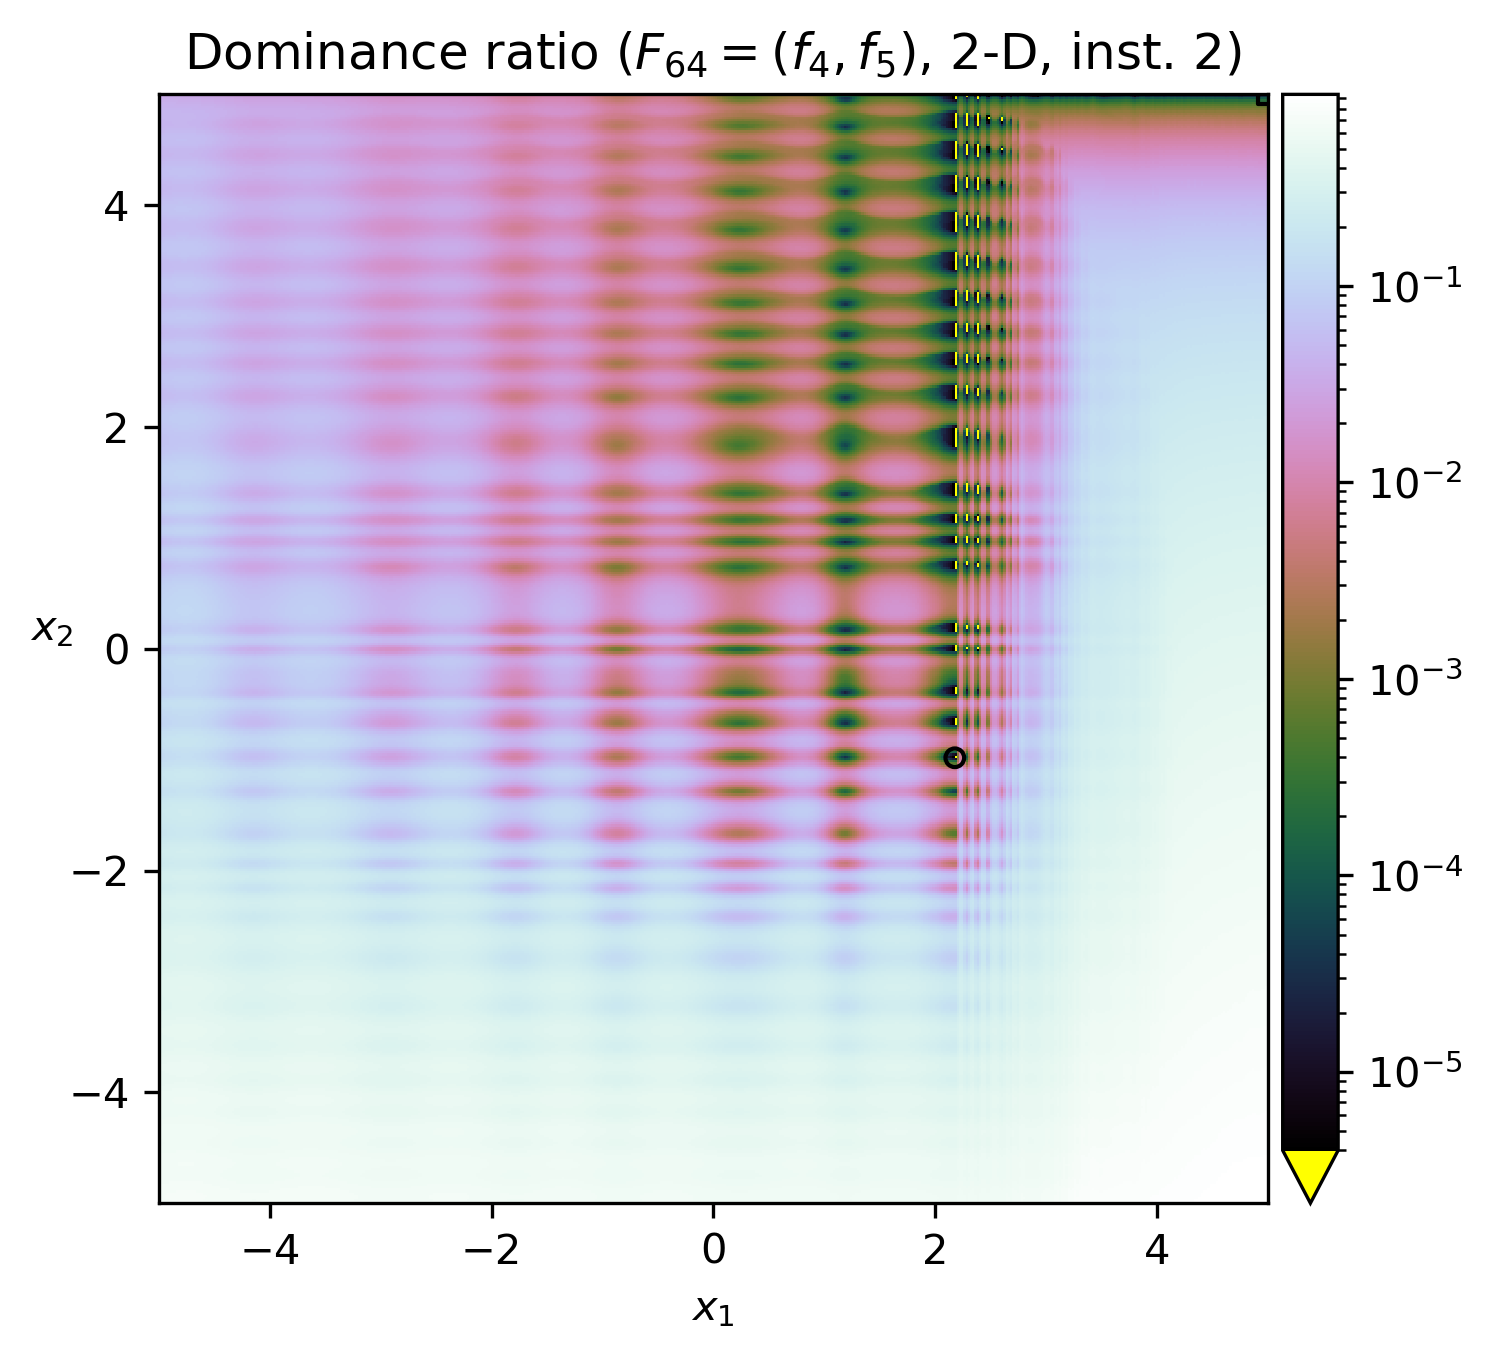 Dominance ratio (F₆₄ = (f₄, f₅), 2-D, inst. 2)
4
2
0
−2
−4
x₂
−4 −2 0 2 4
x₁
10⁻¹
10⁻²
10⁻³
10⁻⁴
10⁻⁵